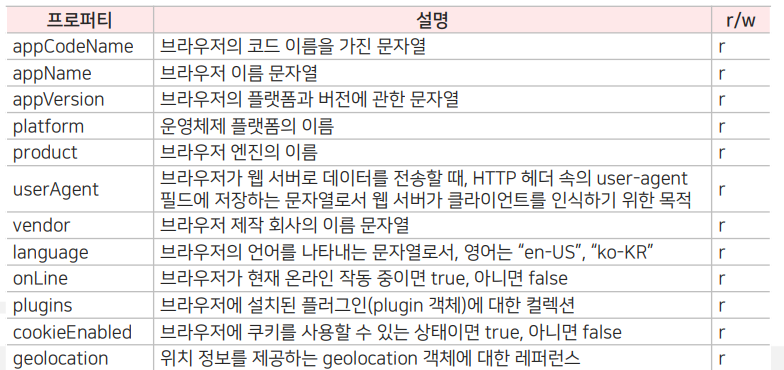 프로퍼티 설명 r/w
appCodeName 브라우저의 코드 이름을 가진 문자열 r
appName 브라우저 이름 문자열 r
appVersion 브라우저의 플랫폼과 버전에 관한 문자열 r
platform 운영체제 플랫폼의 이름 r
product 브라우저 엔진의 이름 r
userAgent 브라우저가 웹 서버로 데이터를 전송할 때, HTTP 헤더 속의 user-agent
필드에 저장하는 문자열로서 웹 서버가 클라이언트를 인식하기 위한 목적 r
vendor 브라우저 제작 회사의 이름 문자열 r
language 브라우저의 언어를 나타내는 문자열로서, 영어는 “en-US”, “ko-KR” r
onLine 브라우저가 현재 온라인 작동 중이면 true, 아니면 false r
plugins 브라우저에 설치된 플러그인(plugin 객체)에 대한 컬렉션 r
cookieEnabled 브라우저에 쿠키를 사용할 수 있는 상태이면 true, 아니면 false r
geolocation 위치 정보를 제공하는 geolocation 객체에 대한 레퍼런스 r